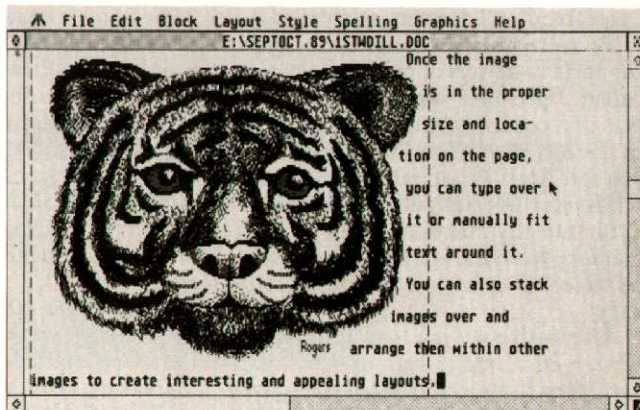 File Edit Block Layout Style Spelling Graphics Help
E:\SEPTOCT.89\1STWDILL.DOC
Once the image
is in the proper
size and loca-
tion on the page,
you can type over
it or manually fit
text around it.
You can also stack
images over and
Rogers
arrange then within other
images to create interesting and appealing layouts.